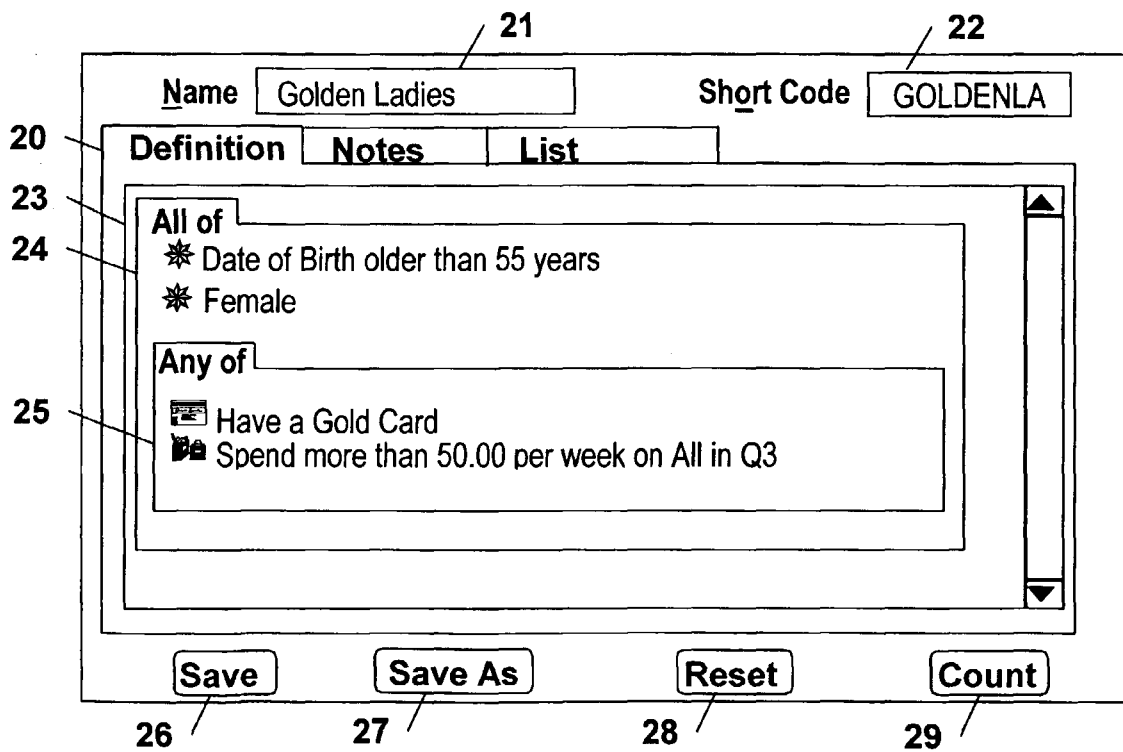 21 22
Name Golden Ladies Short Code GOLDENLA
20 Definition Notes List
23
All of
24 Date of Birth older than 55 years
Female
Any of
25 Have a Gold Card
Spend more than 50.00 per week on All in Q3
Save Save As Reset Count
26 27 28 29